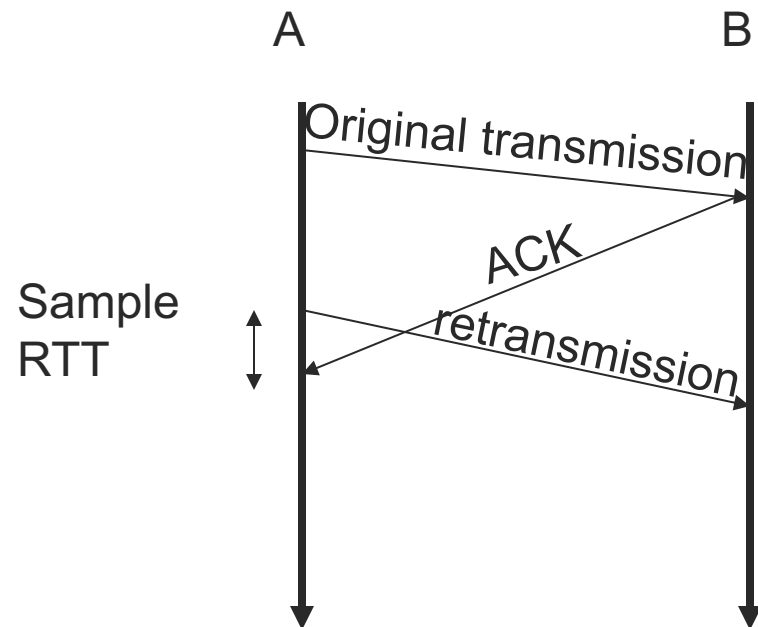 A
B
Original transmission
ACK
Sample
RTT
retransmission